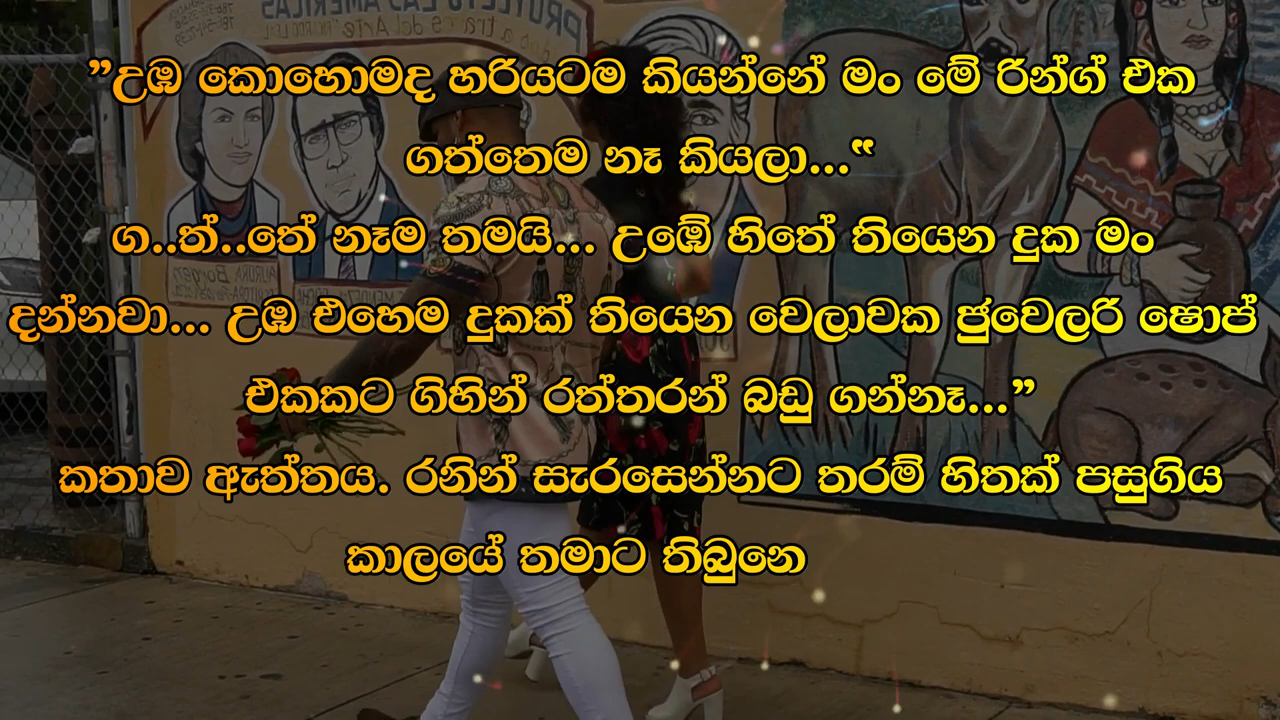 ”උඹ කොහොමද හරියටම කියන්නේ මං මේ රින්ග් එක
ගත්තෙම නෑ කියලා...“
ග..ත්..තේ නෑම තමයි... උඹේ හිතේ තියෙන දුක මං
දන්නවා... උඹ එහෙම දුකක් තියෙන වෙලාවක ජුවෙලරි ෂොප්
එකකට ගිහින් රත්තරන් බඩු ගන්නෑ...”
කතාව ඇත්තය. රනින් සැරසෙන්නට තරම් හිතක් පසුගිය
කාලයේ තමාට තිබුනෙ